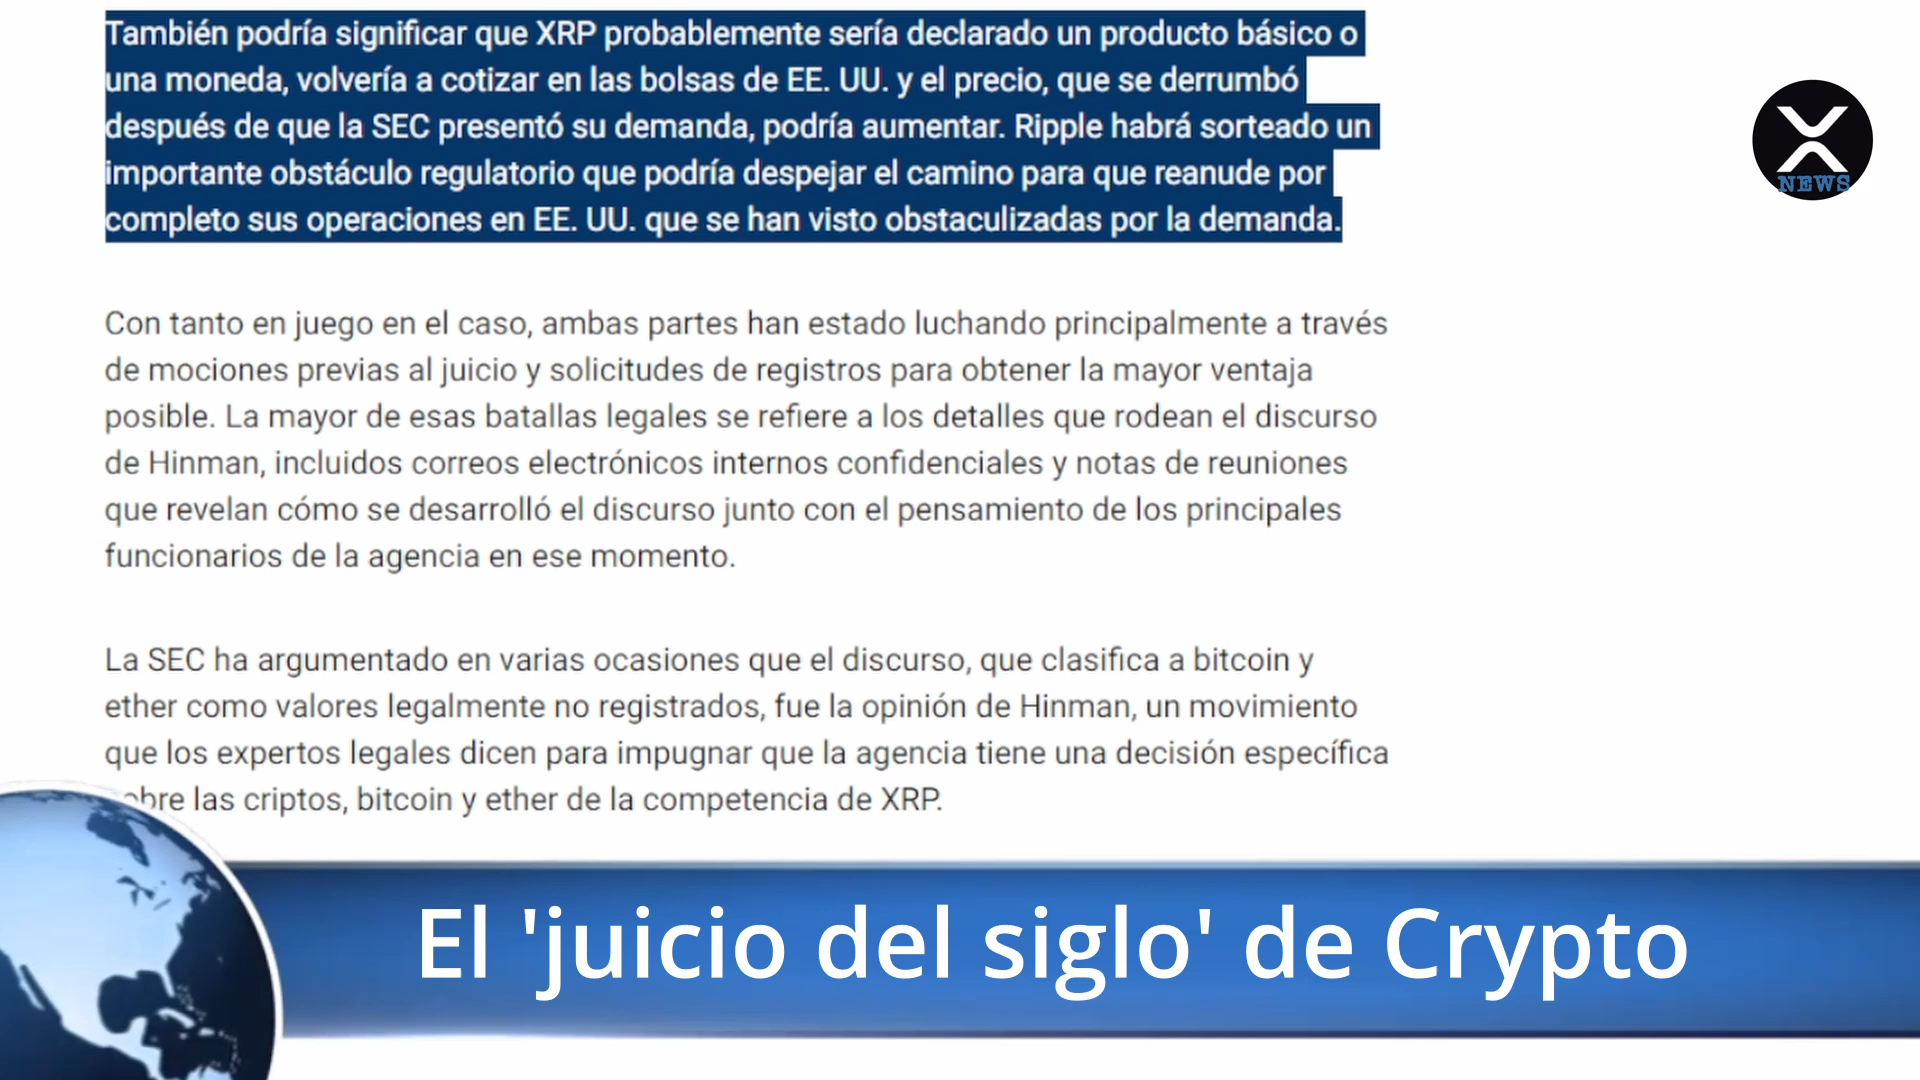 También podría significar que XRP probablemente sería declarado un producto básico o
una moneda, volvería a cotizar en las bolsas de EE. UU. y el precio, que se derrumbó
después de que la SEC presentó su demanda, podría aumentar. Ripple habrá sorteado un
importante obstáculo regulatorio que podría despejar el camino para que reanude por
completo sus operaciones en EE. UU. que se han visto obstaculizadas por la demanda.
NEWS
Con tanto en juego en el caso, ambas partes han estado luchando principalmente a través
de mociones previas al juicio y solicitudes de registros para obtener la mayor ventaja
posible. La mayor de esas batallas legales se refiere a los detalles que rodean el discurso
de Hinman, incluidos correos electrónicos internos confidenciales y notas de reuniones
que revelan cómo se desarrolló el discurso junto con el pensamiento de los principales
funcionarios de la agencia en ese momento.
La SEC ha argumentado en varias ocasiones que el discurso, que clasifica a bitcoin y
ether como valores legalmente no registrados, fue la opinión de Hinman, un movimiento
que los expertos legales dicen para impugnar que la agencia tiene una decisión específica
las criptos, bitcoin y ether de la competencia de XRP.
El 'juicio del siglo' de Crypto